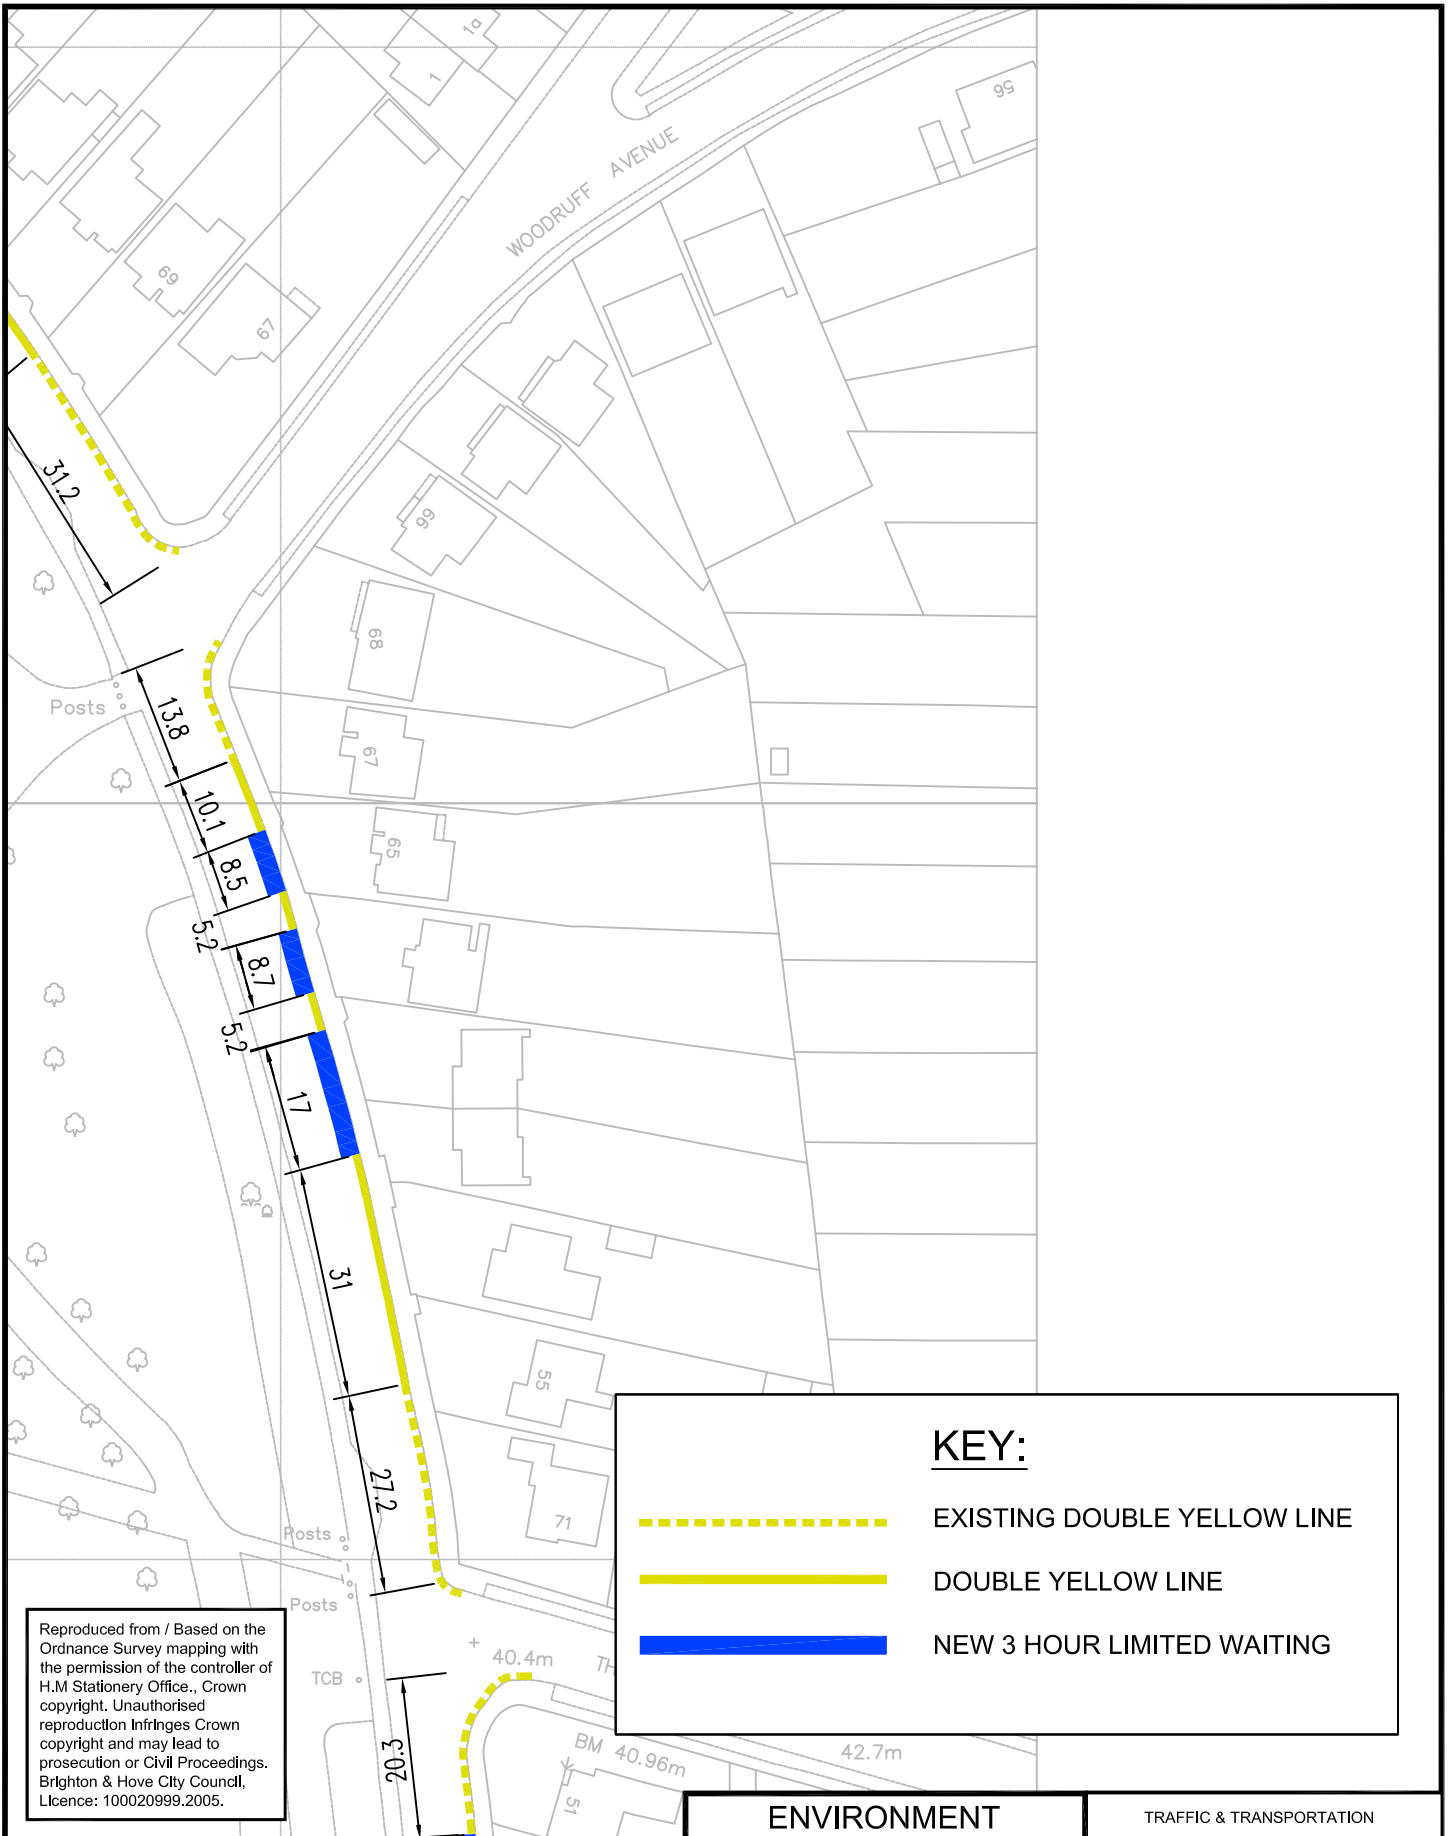 1a
1
56
WOODRUFF AVENUE
69
67
31.2
66
68
Posts
13.8
67
10.1
65
8.5
5.2
8.7
5.2
17
31
55
27.2
71
Posts
Posts
40.4m
TH
TCB
BM 40.96m
42.7m
20.3
51
KEY:
EXISTING DOUBLE YELLOW LINE
DOUBLE YELLOW LINE
NEW 3 HOUR LIMITED WAITING
Reproduced from / Based on the
Ordnance Survey mapping with
the permission of the controller of
H.M Stationery Office., Crown
copyright. Unauthorised
reproduction infringes Crown
copyright and may lead to
prosecution or Civil Proceedings.
Brighton & Hove City Council,
Licence: 100020999.2005.
ENVIRONMENT
TRAFFIC & TRANSPORTATION